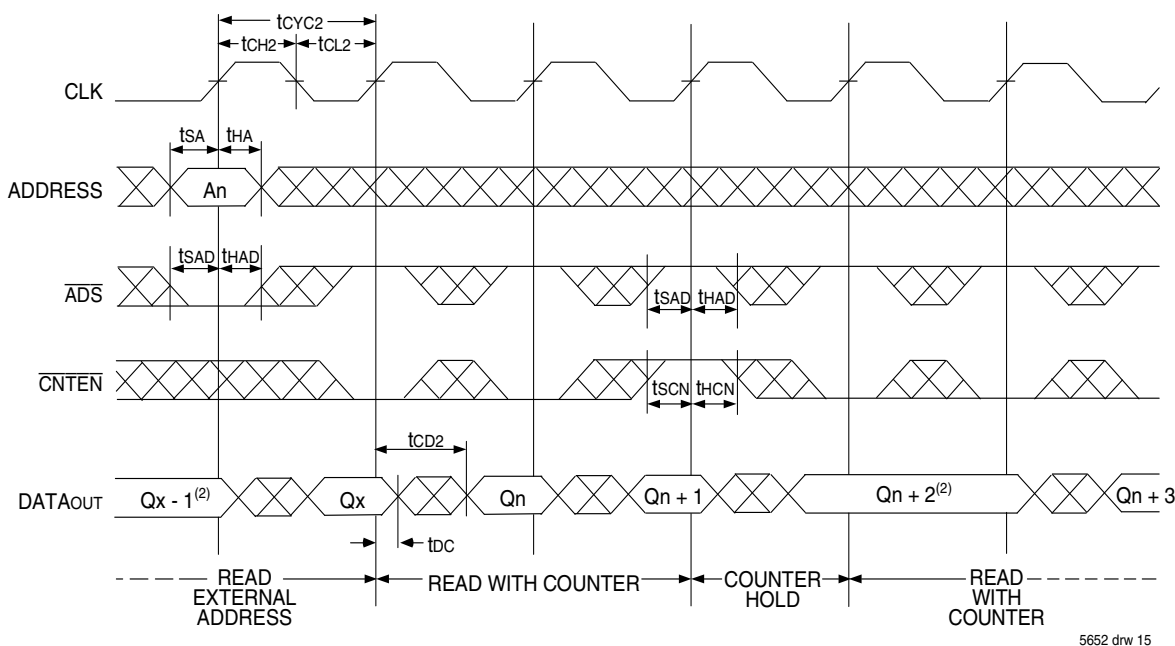 tCYC2
tCH2 tCL2
CLK
tSA tHA
ADDRESS An
tSAD tHAD
ADS tSAD tHAD
CNTEN tSCN tHCN
tCD2
DATAOUT Qx - 1(2) Qx Qn Qn + 1 Qn + 2(2) Qn + 3
tDC
READ EXTERNAL ADDRESS
READ WITH COUNTER
COUNTER HOLD
READ WITH COUNTER
5652 drw 15